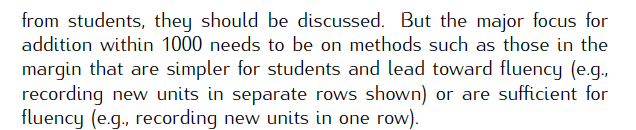 from students, they should be discussed. But the major focus for
addition within 1000 needs to be on methods such as those in the
margin that are simpler for students and lead toward fluency (e.g.,
recording new units in separate rows shown) or are sufficient for
fluency (e.g., recording new units in one row).